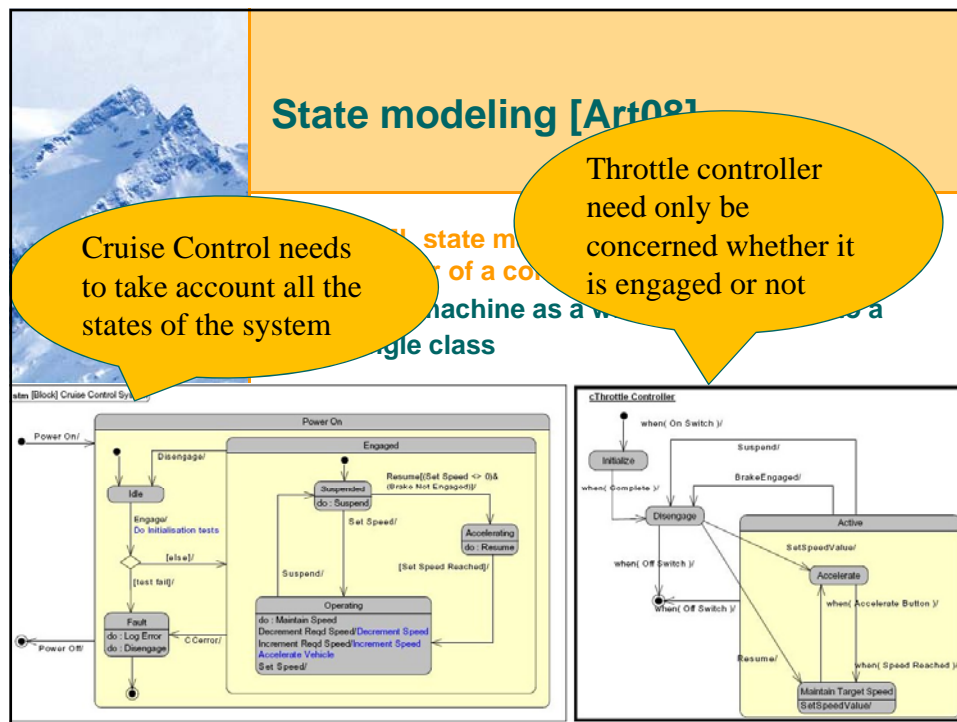 State modeling [Art08]
Throttle controller
need only be
concerned whether it
is engaged or not
Cruise Control needs
to take account all the
states of the system
state m
of a co
machine as a w
a
gle class
stm [Block] Cruise Control Sy
Power On
Power On/
Engaged
Disengage/
Idle
Suspended
do : Suspend
Resume[(Set Speed <> 0)&
(Brake Not Engaged)]/
Engage/
Do Initialisation tests
Set Speed/
Accelerating
do : Resume
[else]/
[Set Speed Reached]/
[test fail]/
Suspend/
Operating
do : Maintain Speed
Decrement Reqd Speed/Decrement Speed
Increment Reqd Speed/Increment Speed
Accelerate Vehicle
Set Speed/
Fault
do : Log Error
do : Disengage
CCerror/
Power Off/
cThrottle Controller
when( On Switch )/
Initialize
Suspend/
when( Complete )/
BrakeEngaged/
Disengage
Active
SetSpeedValue/
when( Off Switch )/
Accelerate
when( Off Switch )/
when( Accelerate Button )/
Resume/
when( Speed Reached )/
Maintain Target Speed
SetSpeedValue/